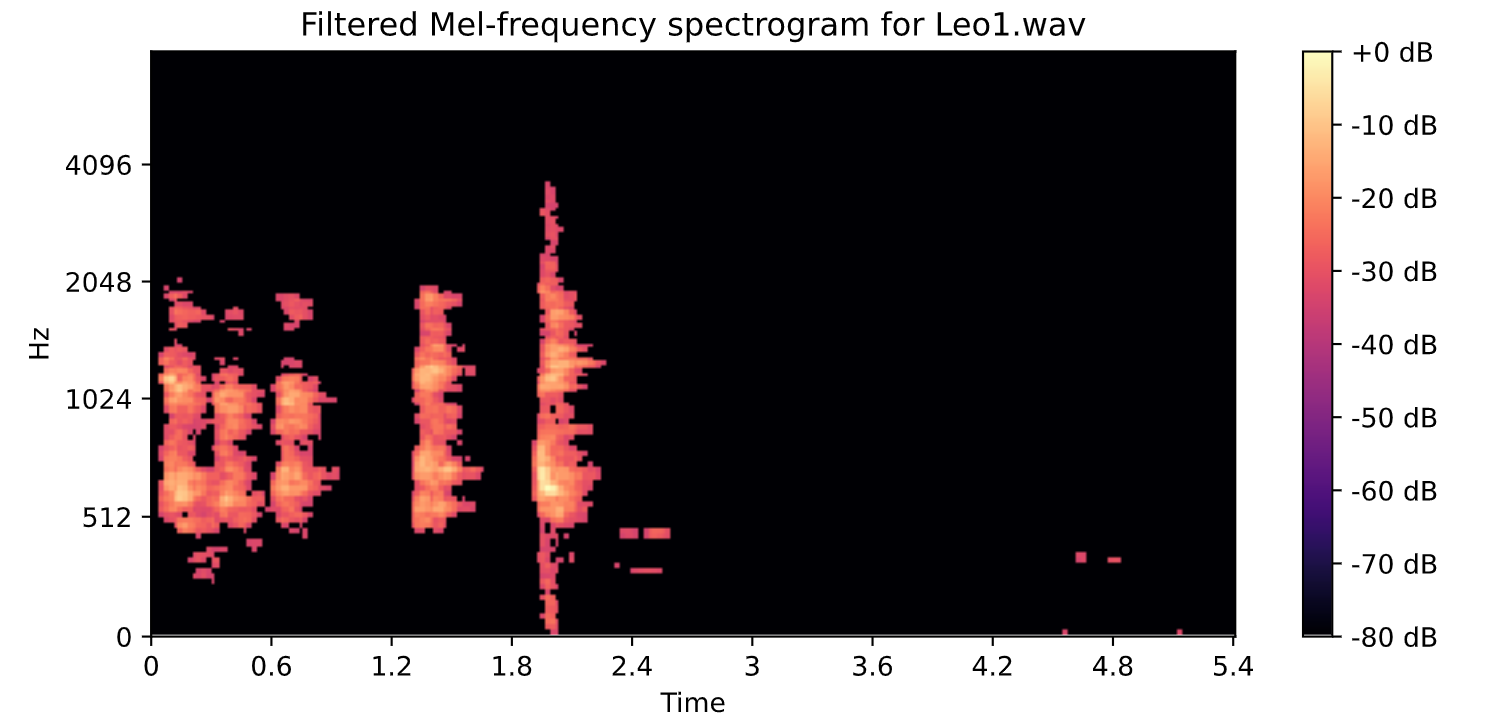 Filtered Mel-frequency spectrogram for Leo1.wav
+0 dB
-10 dB
-20 dB
-30 dB
-40 dB
-50 dB
-60 dB
-70 dB
-80 dB
4096
2048
1024
512
0
Hz
0 0.6 1.2 1.8 2.4 3 3.6 4.2 4.8 5.4
Time